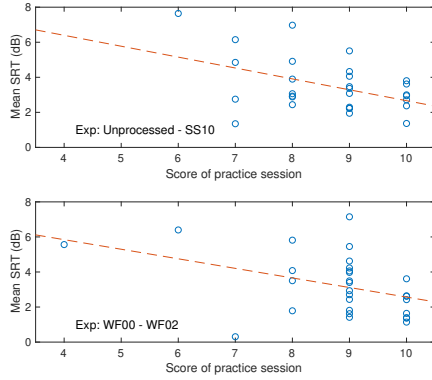 8
6
4
2
0
Mean SRT (dB)
Exp: Unprocessed - SS10
4 5 6 7 8 9 10
Score of practice session
8
6
4
2
0
Mean SRT (dB)
Exp: WF00 - WF02
4 5 6 7 8 9 10
Score of practice session